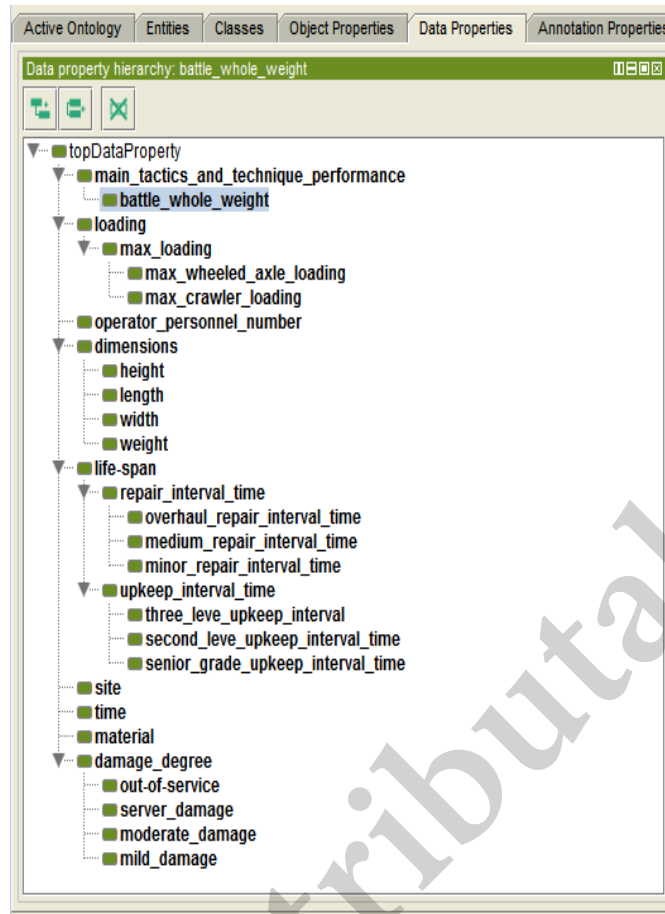 Active Ontology Entities Classes Object Properties Data Properties Annotation Properties
Data property hierarchy: battle_whole_weight
topDataProperty
main_tactics_and_technique_performance
battle_whole_weight
loading
max_loading
max_wheeled_axle_loading
max_crawler_loading
operator_personnel_number
dimensions
height
length
width
weight
life-span
repair_interval_time
overhaul_repair_interval_time
medium_repair_interval_time
minor_repair_interval_time
upkeep_interval_time
three_leve_upkeep_interval
second_leve_upkeep_interval_time
senior_grade_upkeep_interval_time
site
time
material
damage_degree
out-of-service
server_damage
moderate_damage
mild_damage